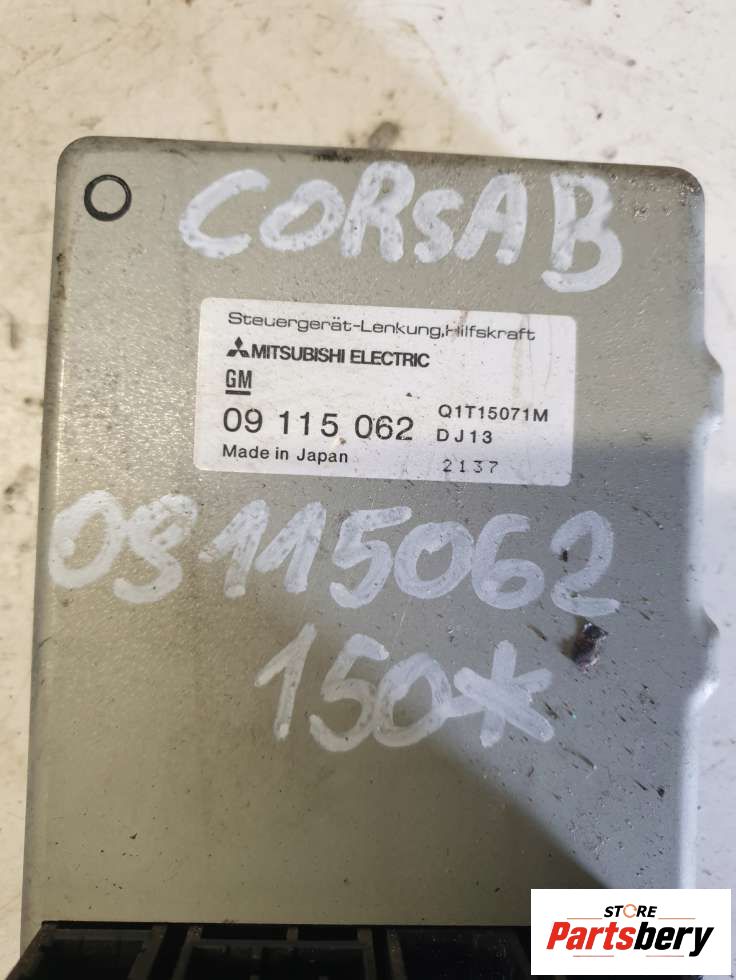 CORSA B
Steuergerät-Lenkung,Hilfskraft
MITSUBISHI ELECTRIC
GM
09 115 062 Q1T15071M
DJ13
Made in Japan 2137
09115062
150*
STORE
Partsbery